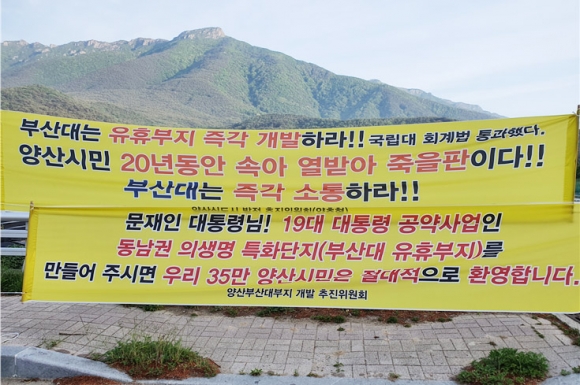 부산대는 유휴부지 즉각 개발하라!! 국립대 회계법 통과했다.
양산시민 20년동안 속아 열받아 죽을판이다!!
부산대는 즉각 소통하라!!
문재인 대통령님! 19대 대통령 공약사업인
동남권 의생명 특화단지(부산대 유휴부지)를
만들어 주시면 우리 35만 양산시민은 절대적으로 환영합니다.
양산부산대부지 개발 추진위원회